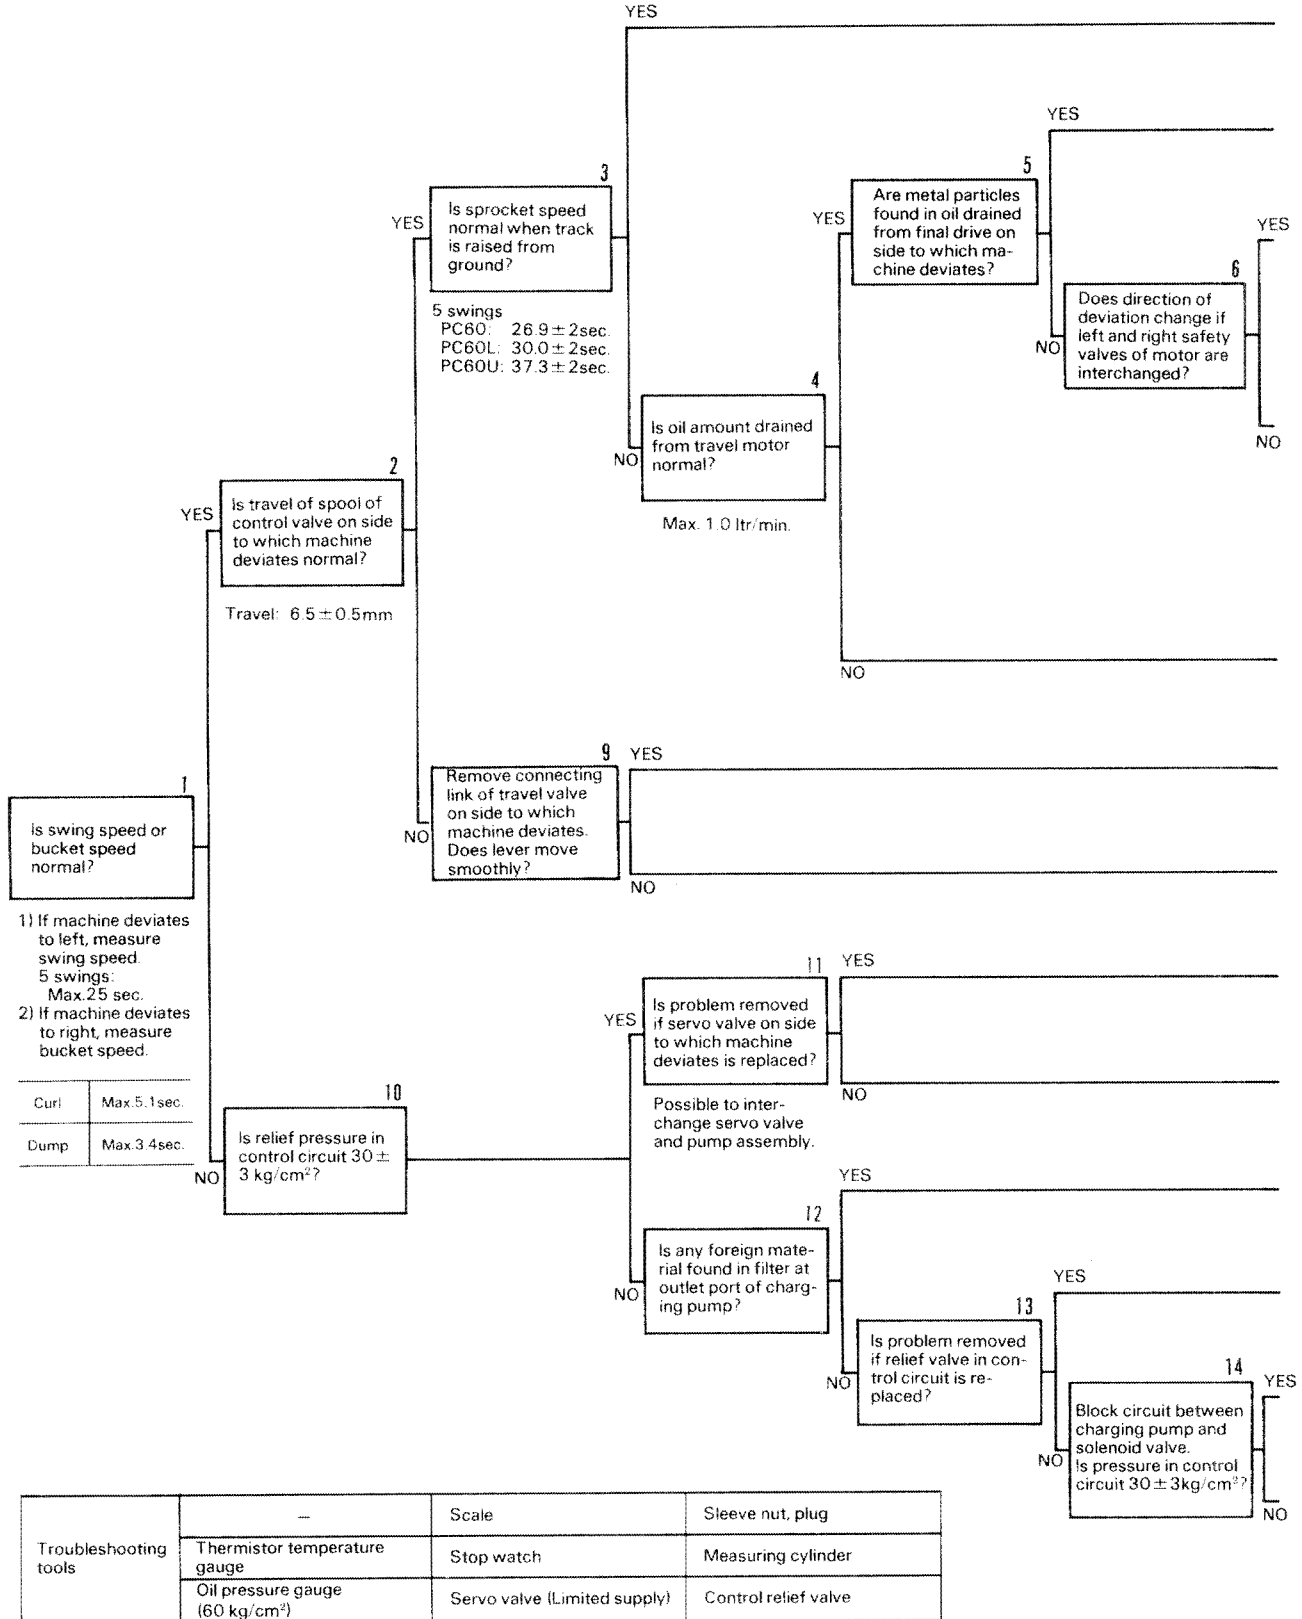 YES
YES
3
Is sprocket speed
normal when track
is raised from
ground?
YES
5 swings
PC60: 26.9±2sec.
PC60L: 30.0±2sec.
PC60U: 37.3±2sec.
5
Are metal particles
found in oil drained
from final drive on
side to which ma-
chine deviates?
YES
YES
6
Does direction of
deviation change if
left and right safety
valves of motor are
interchanged?
NO
NO
4
Is oil amount drained
from travel motor
normal?
NO
Max. 1.0 ltr/min.
2
Is travel of spool of
control valve on side
to which machine
deviates normal?
YES
Travel: 6.5±0.5mm
NO
9
YES
Remove connecting
link of travel valve
on side to which
machine deviates.
Does lever move
smoothly?
NO
NO
1
Is swing speed or
bucket speed
normal?
1) If machine deviates
to left, measure
swing speed.
5 swings:
Max.25 sec.
2) If machine deviates
to right, measure
bucket speed.
Curl Max.5.1sec.
Dump Max.3.4sec.
NO
10
Is relief pressure in
control circuit 30±
3 kg/cm²?
11
YES
YES
Is problem removed
if servo valve on side
to which machine
deviates is replaced?
NO
Possible to inter-
change servo valve
and pump assembly.
YES
12
Is any foreign mate-
rial found in filter at
outlet port of charg-
ing pump?
NO
YES
13
Is problem removed
if relief valve in con-
trol circuit is re-
placed?
NO
14
YES
Block circuit between
charging pump and
solenoid valve.
Is pressure in control
circuit 30±3kg/cm²?
NO
NO
Troubleshooting
tools
– Scale Sleeve nut, plug
Thermistor temperature
gauge
Stop watch Measuring cylinder
Oil pressure gauge
(60 kg/cm²)
Servo valve (Limited supply) Control relief valve